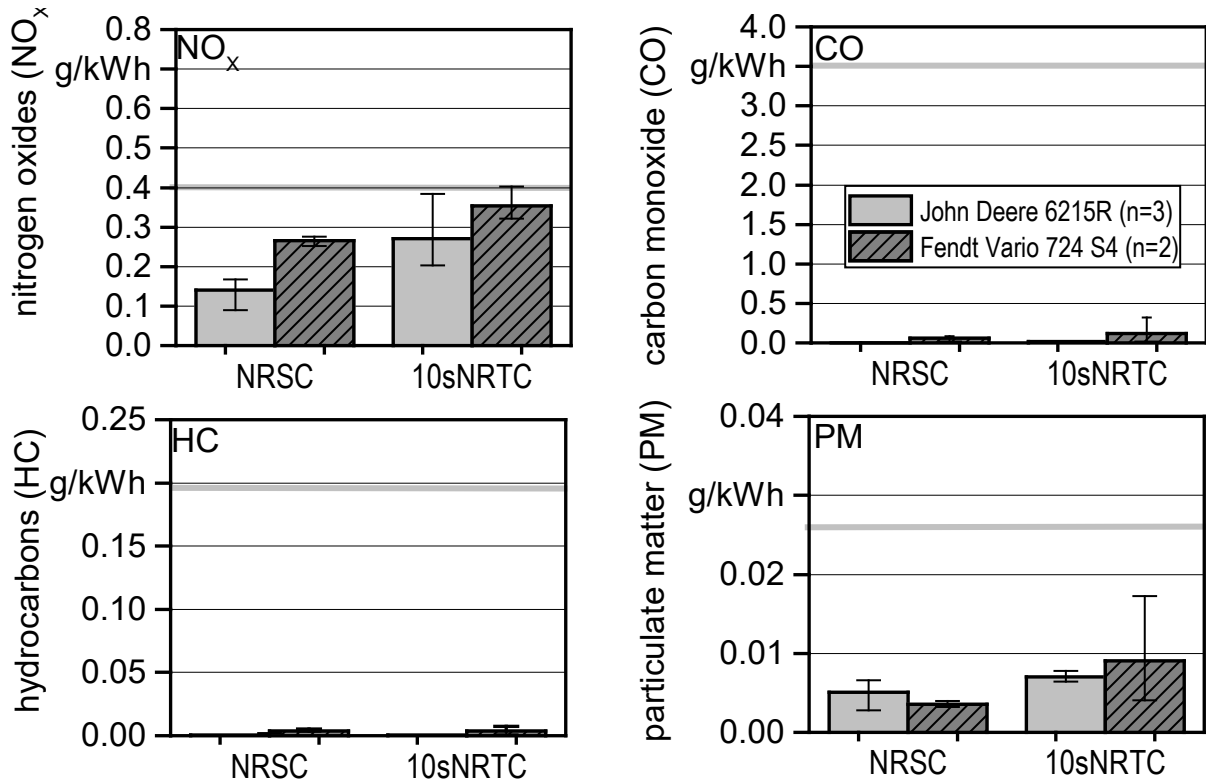 nitrogen oxides (NOx
0.8
g/kWh
0.6
0.5
0.4
0.3
0.2
0.1
0.0
NOx
NRSC
10sNRTC
carbon monoxide (CO)
4.0
g/kWh
3.0
2.5
2.0
1.5
1.0
0.5
0.0
CO
John Deere 6215R (n=3)
Fendt Vario 724 S4 (n=2)
NRSC
10sNRTC
hydrocarbons (HC)
0.25
g/kWh
0.15
0.10
0.05
0.00
HC
NRSC
10sNRTC
particulate matter (PM)
0.04
g/kWh
0.02
0.01
0.00
PM
NRSC
10sNRTC